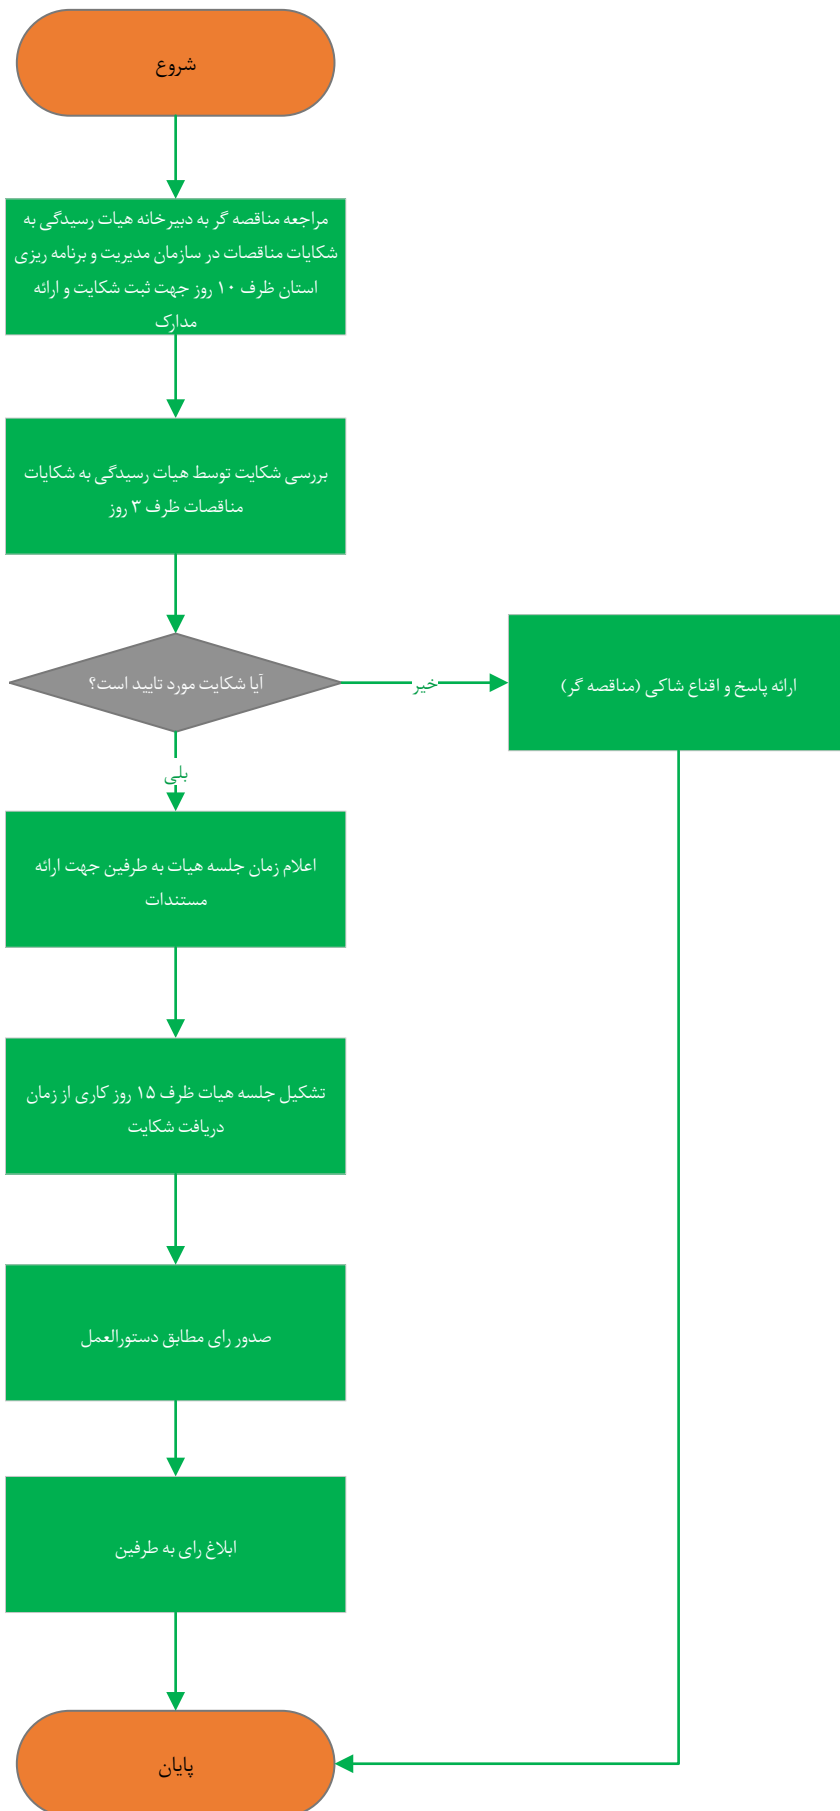 شروع
مراجعه مناقصه گر به دبیرخانه هیات رسیدگی به
شکایات مناقصات در سازمان مدیریت و برنامه ریزی
استان ظرف ۱۰ روز جهت ثبت شکایت و ارائه
مدارک
بررسی شکایت توسط هیات رسیدگی به شکایات
مناقصات ظرف ۳ روز
آیا شکایت مورد تایید است؟
خیر
ارائه پاسخ و اقناع شاکی (مناقصه گر)
بلی
اعلام زمان جلسه هیات به طرفین جهت ارائه
مستندات
تشکیل جلسه هیات ظرف ۱۵ روز کاری از زمان
دریافت شکایت
صدور رای مطابق دستورالعمل
ابلاغ رای به طرفین
پایان